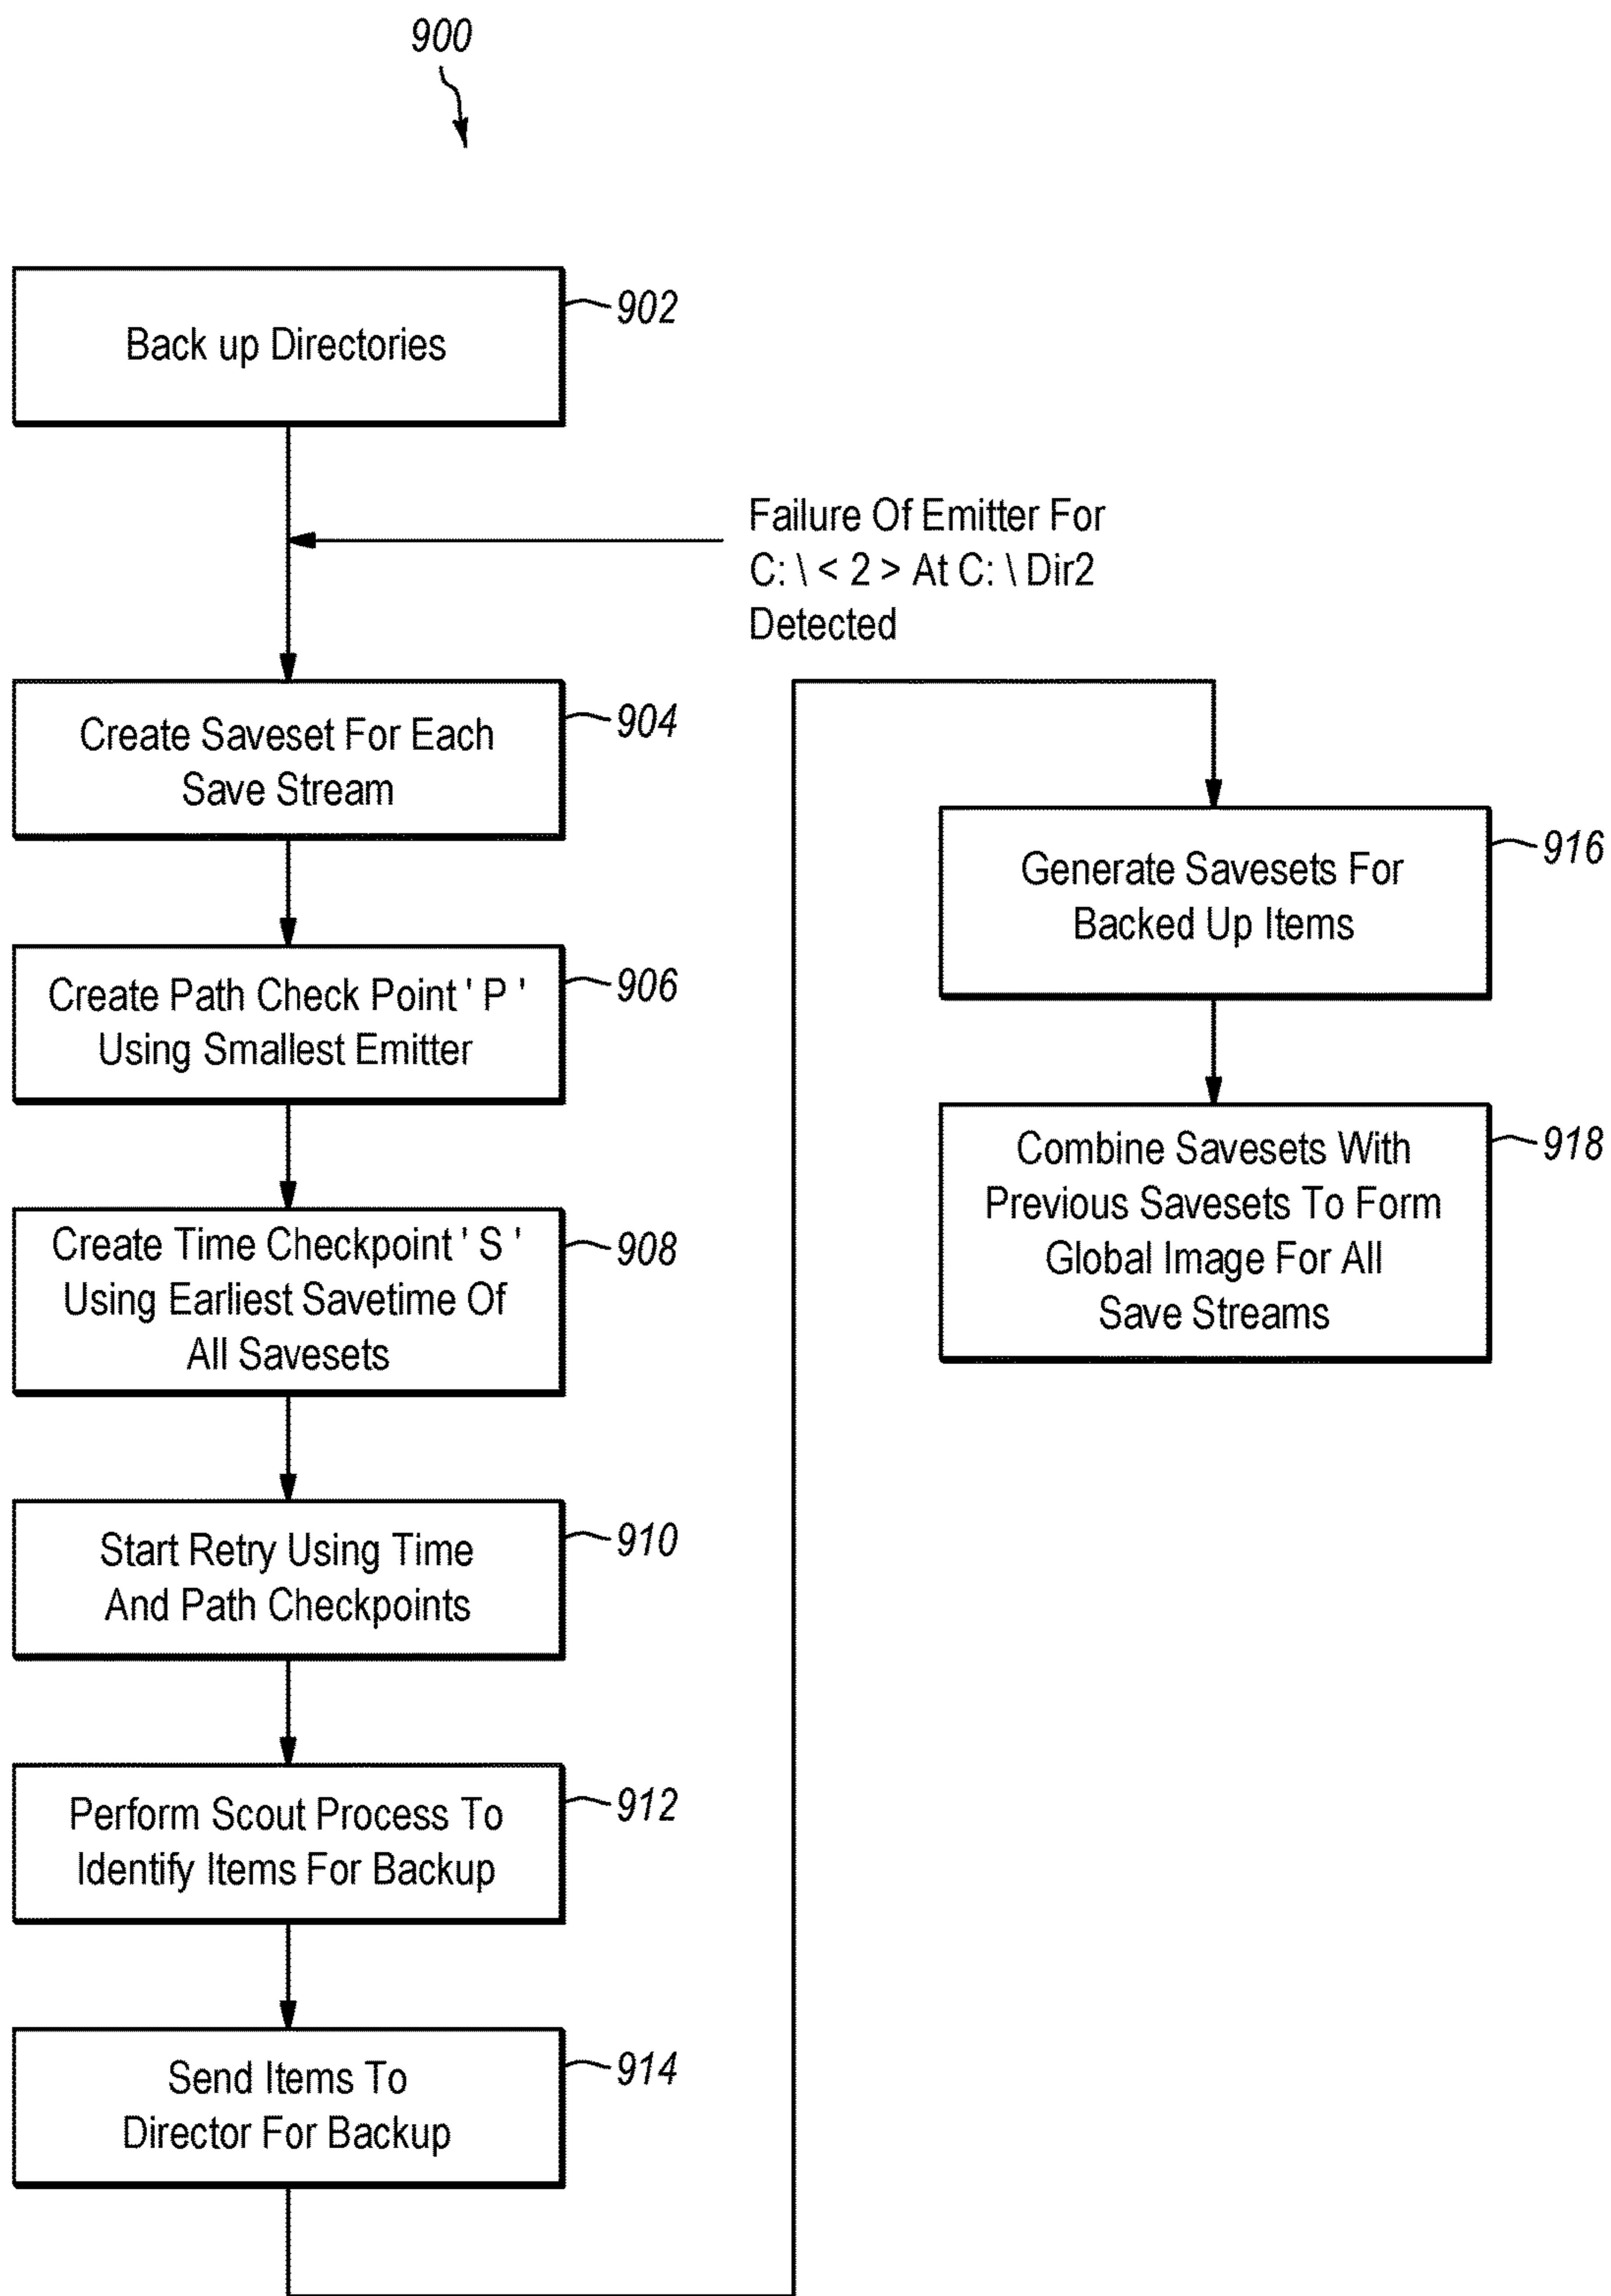 900
Back up Directories
902
Failure Of Emitter For
C: \ < 2 > At C: \ Dir2
Detected
Create Saveset For Each
Save Stream
904
Create Path Check Point ' P '
Using Smallest Emitter
906
Create Time Checkpoint ' S '
Using Earliest Savetime Of
All Savesets
908
Start Retry Using Time
And Path Checkpoints
910
Perform Scout Process To
Identify Items For Backup
912
Send Items To
Director For Backup
914
Generate Savesets For
Backed Up Items
916
Combine Savesets With
Previous Savesets To Form
Global Image For All
Save Streams
918